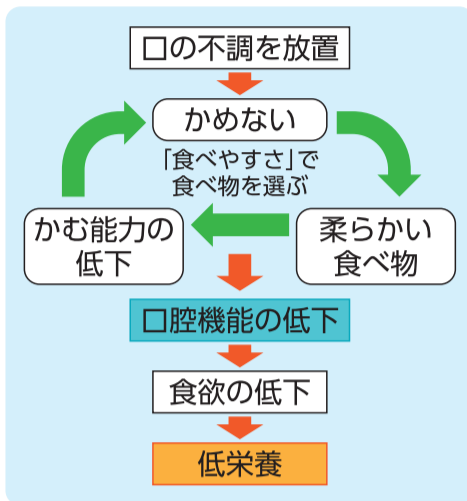 口の不調を放置
かめない
「食べやすさ」で
食べ物を選ぶ
かむ能力の
低下
柔らかい
食べ物
口腔機能の低下
食欲の低下
低栄養